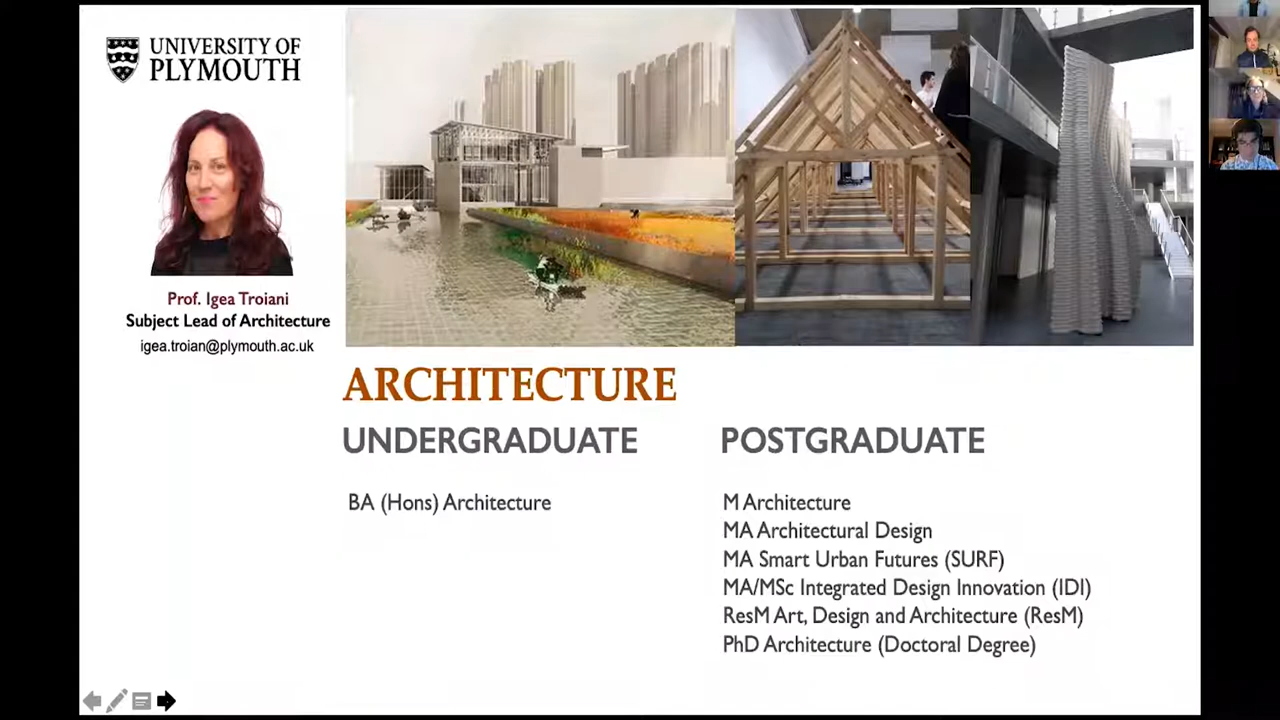 UNIVERSITY OF
PLYMOUTH
Prof. Igea Troiani
Subject Lead of Architecture
igea.troian@plymouth.ac.uk
ARCHITECTURE
UNDERGRADUATE
BA (Hons) Architecture
POSTGRADUATE
M Architecture
MA Architectural Design
MA Smart Urban Futures (SURF)
MA/MSc Integrated Design Innovation (IDI)
ResM Art, Design and Architecture (ResM)
PhD Architecture (Doctoral Degree)